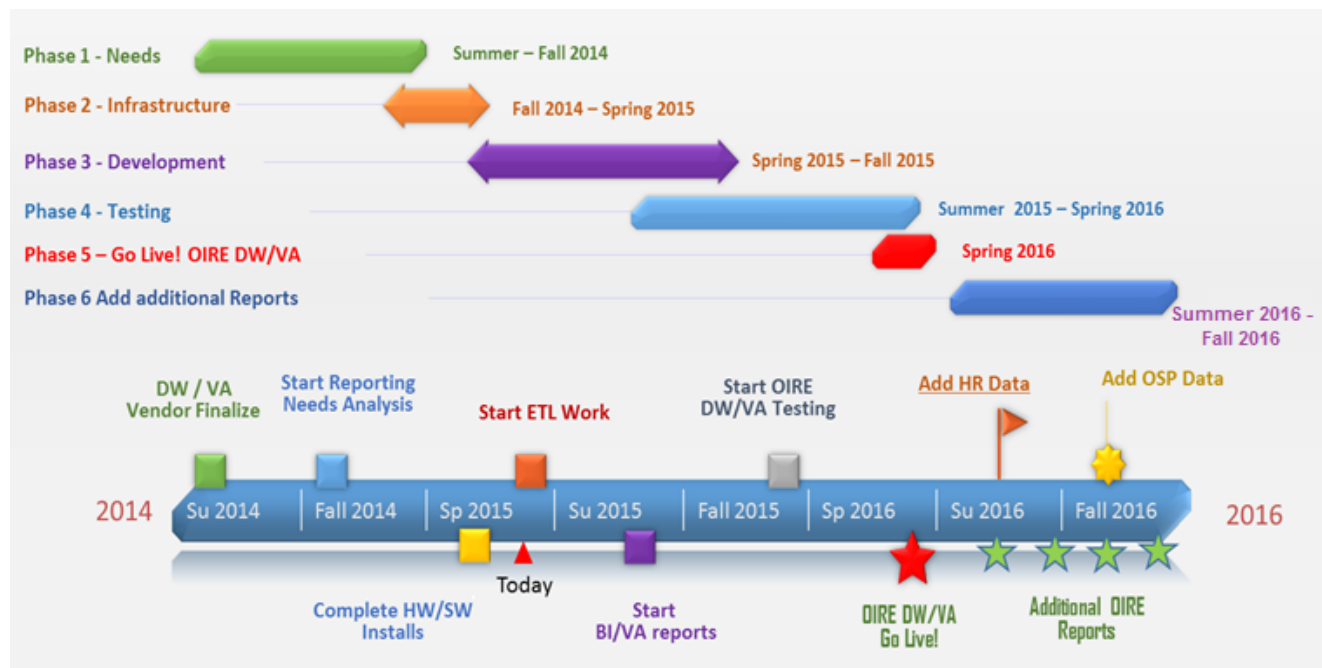 Phase 1 - Needs
Summer – Fall 2014
Phase 2 - Infrastructure
Fall 2014 – Spring 2015
Phase 3 - Development
Spring 2015 – Fall 2015
Phase 4 - Testing
Summer 2015 – Spring 2016
Phase 5 – Go Live! OIRE DW/VA
Spring 2016
Phase 6 Add additional Reports
Summer 2016 -
Fall 2016
DW / VA
Vendor Finalize
Start Reporting
Needs Analysis
Start ETL Work
Start OIRE
DW/VA Testing
Add HR Data
Add OSP Data
2014
Su 2014
Fall 2014
Sp 2015
Su 2015
Fall 2015
Sp 2016
Su 2016
Fall 2016
2016
Today
Complete HW/SW
Installs
Start
BI/VA reports
OIRE DW/VA
Go Live!
Additional OIRE
Reports